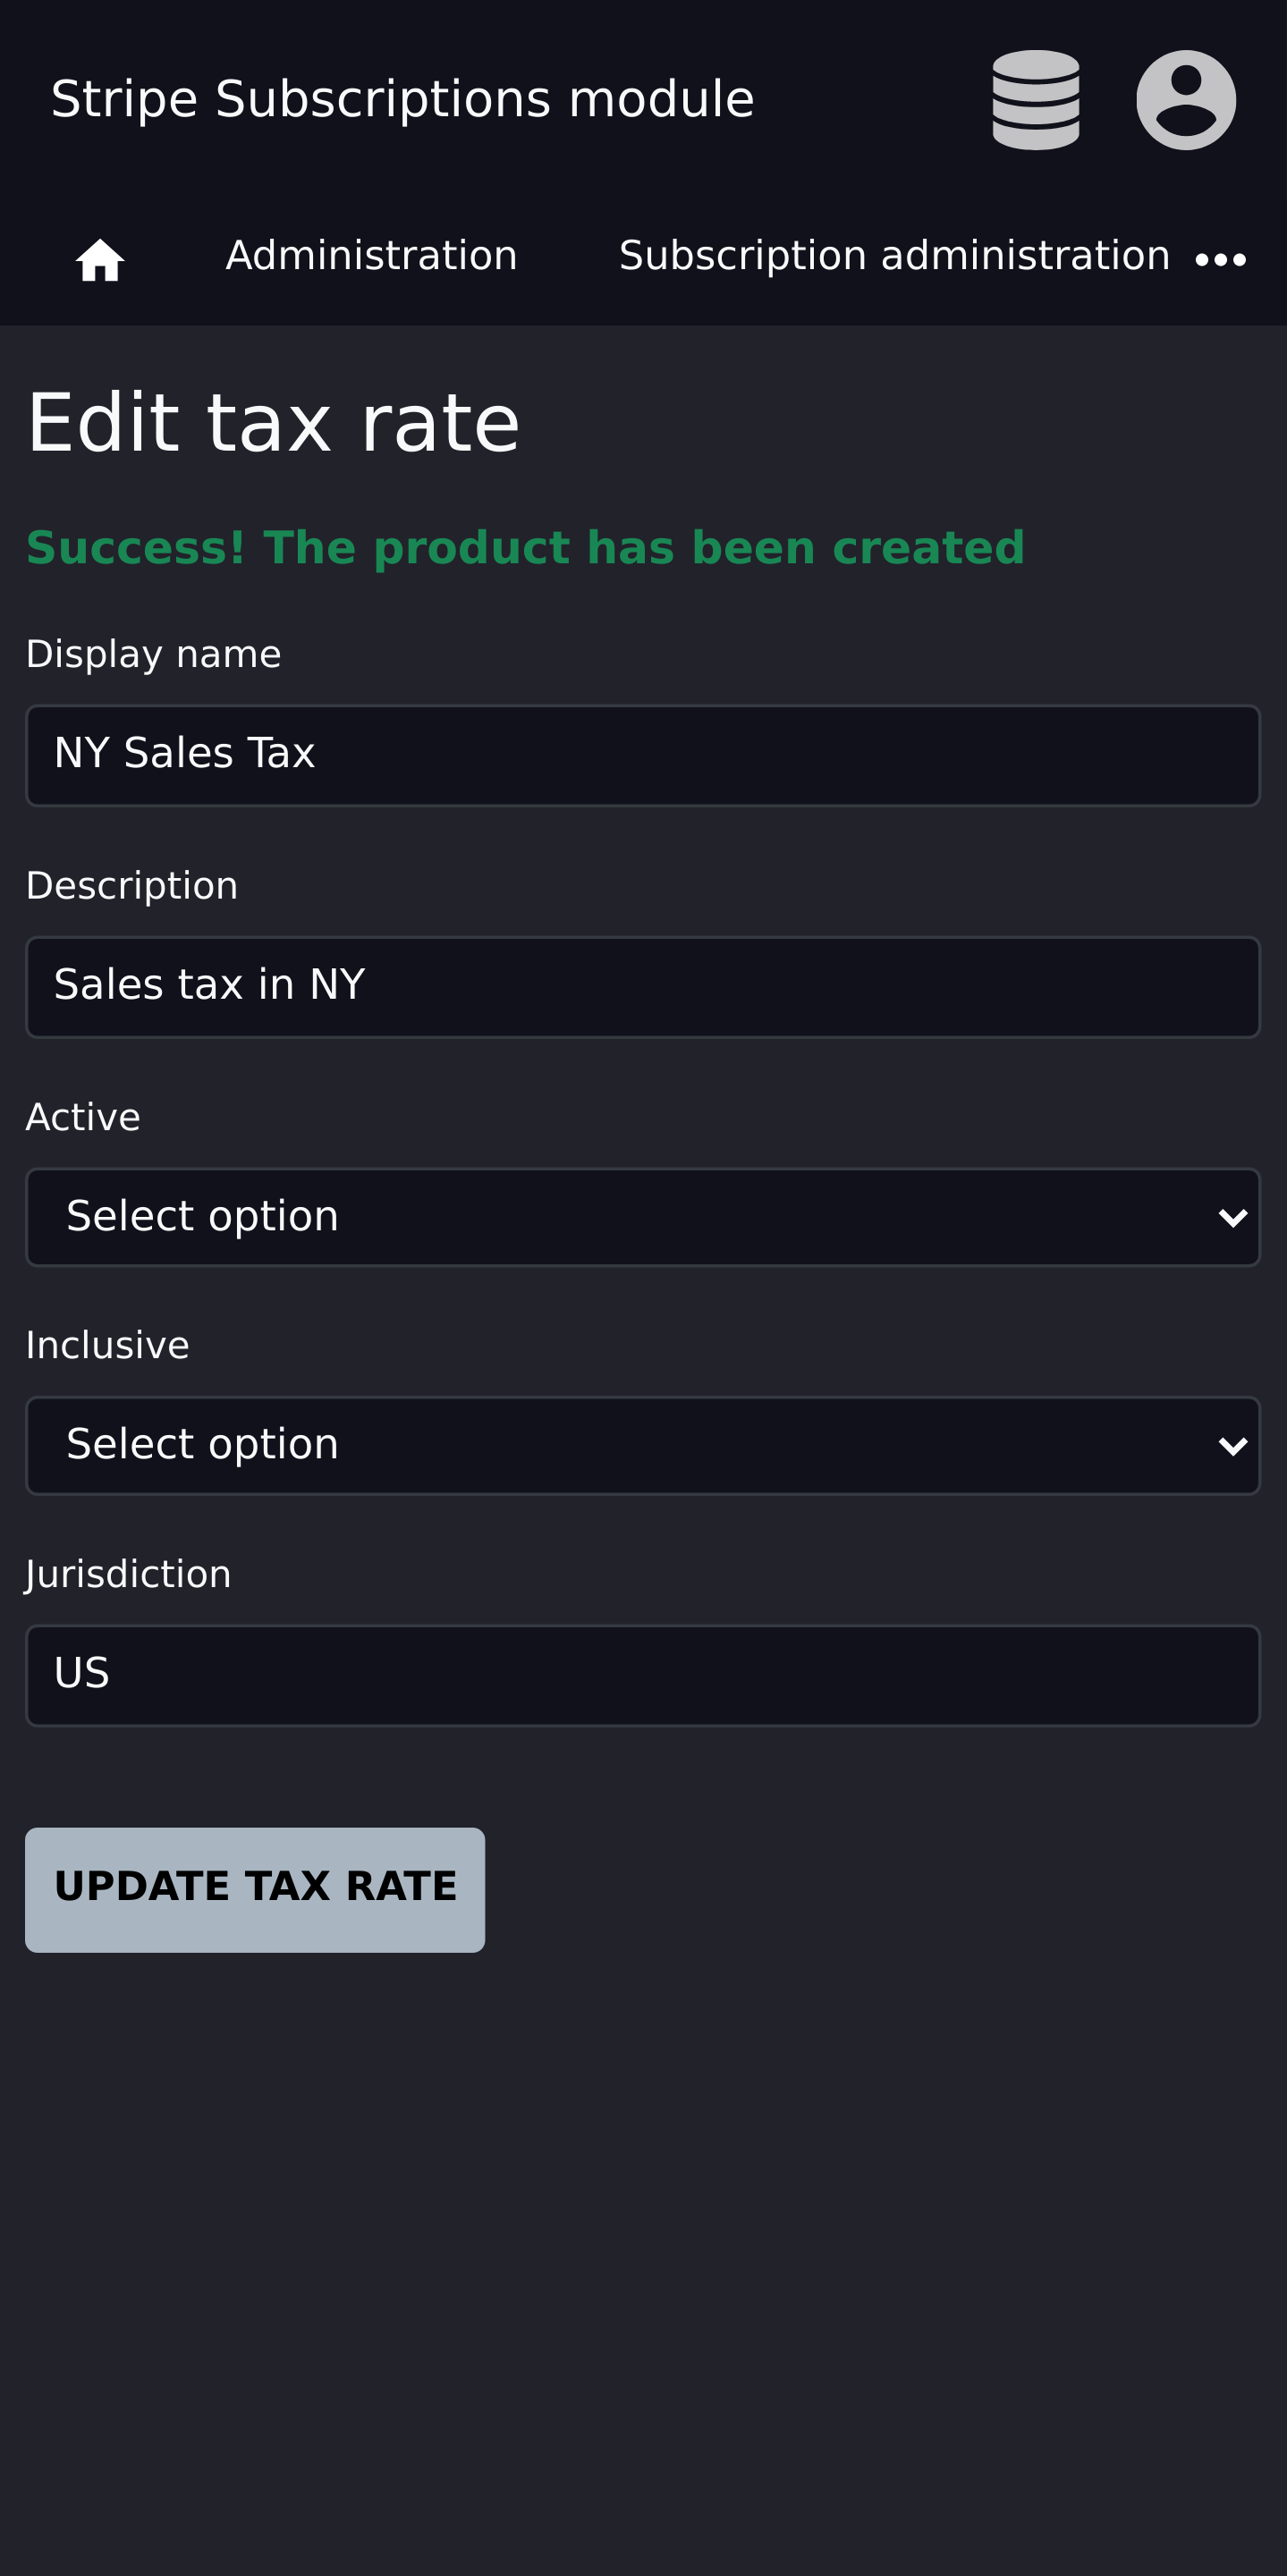 Stripe Subscriptions module
Administration
Subscription administration
Edit tax rate
Success! The product has been created
Display name
NY Sales Tax
Description
Sales tax in NY
Active
Select option
Inclusive
Select option
Jurisdiction
US
UPDATE TAX RATE